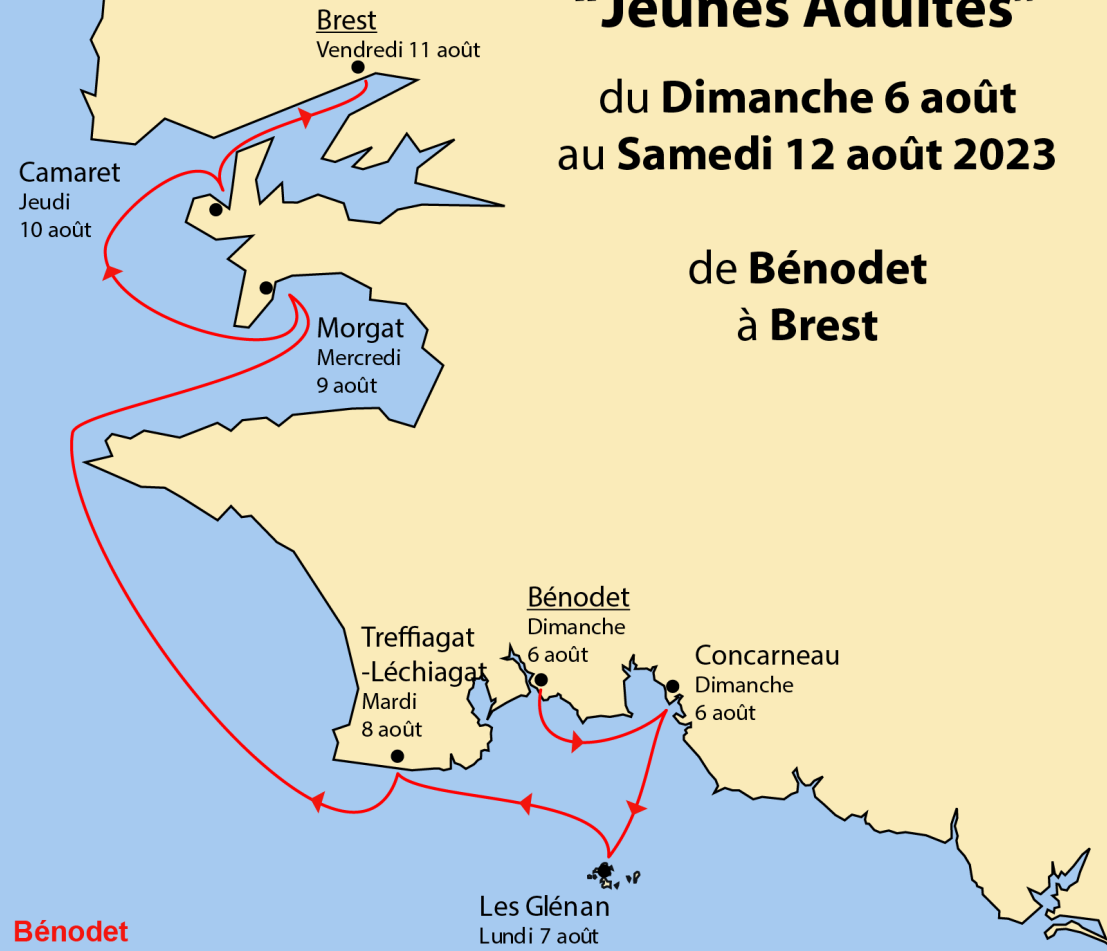 "Jeunes Adultes"
du Dimanche 6 août
au Samedi 12 août 2023
de Bénodet
à Brest
Brest
Vendredi 11 août
Camaret
Jeudi
10 août
Morgat
Mercredi
9 août
Treffiagat
-Léchiagat
Mardi
8 août
Bénodet
Dimanche
6 août
Concarneau
Dimanche
6 août
Les Glénan
Lundi 7 août
Bénodet